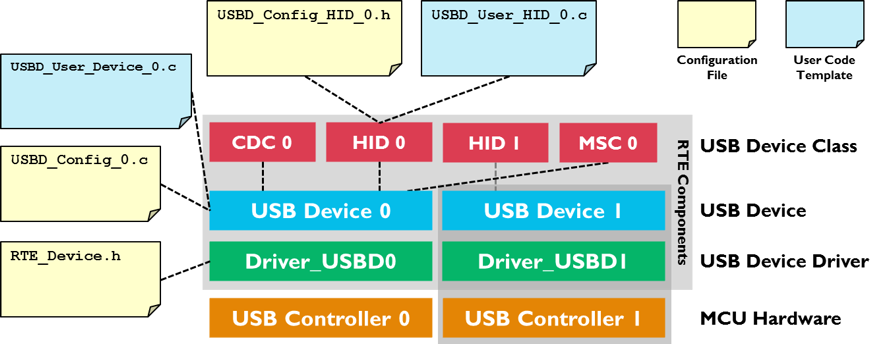 USBD_Config_HID_0.h
USBD_User_HID_0.c
Configuration
File
User Code
Template
USBD_User_Device_0.c
USBD_Config_0.c
RTE_Device.h
CDC 0
HID 0
HID 1
MSC 0
USB Device Class
USB Device 0
USB Device 1
USB Device
Driver_USBD0
Driver_USBD1
USB Device Driver
RTE Components
USB Controller 0
USB Controller 1
MCU Hardware